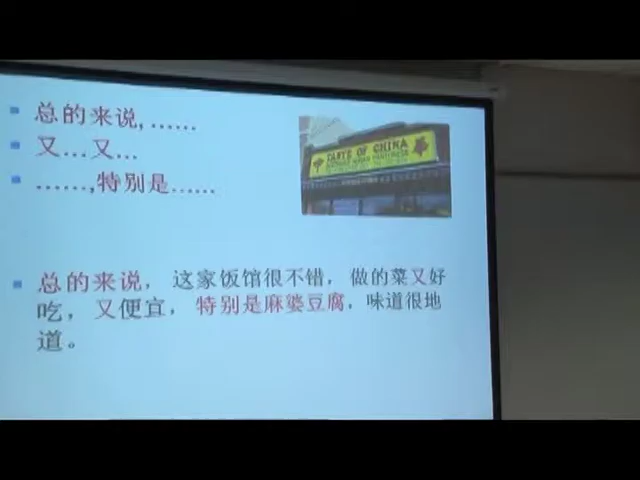 总的来说,……
又…又…
……,特别是……
TASTE OF CHINA
总的来说，这家饭馆很不错，做的菜又好
吃，又便宜，特别是麻婆豆腐，味道很地
道。